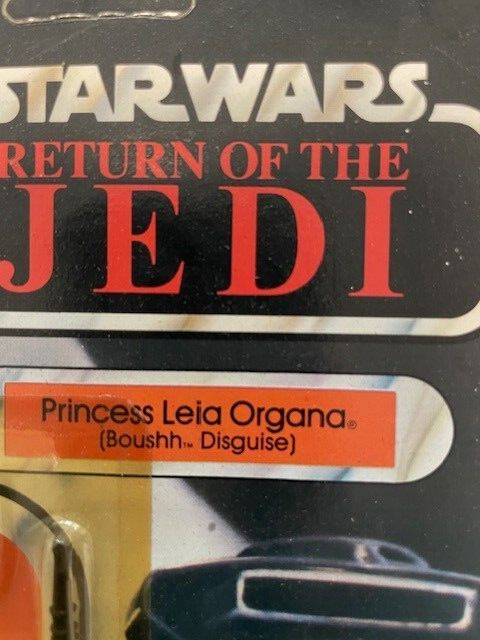 STAR WARS
RETURN OF THE
JEDI
Princess Leia Organa®
(Boushh™ Disguise)